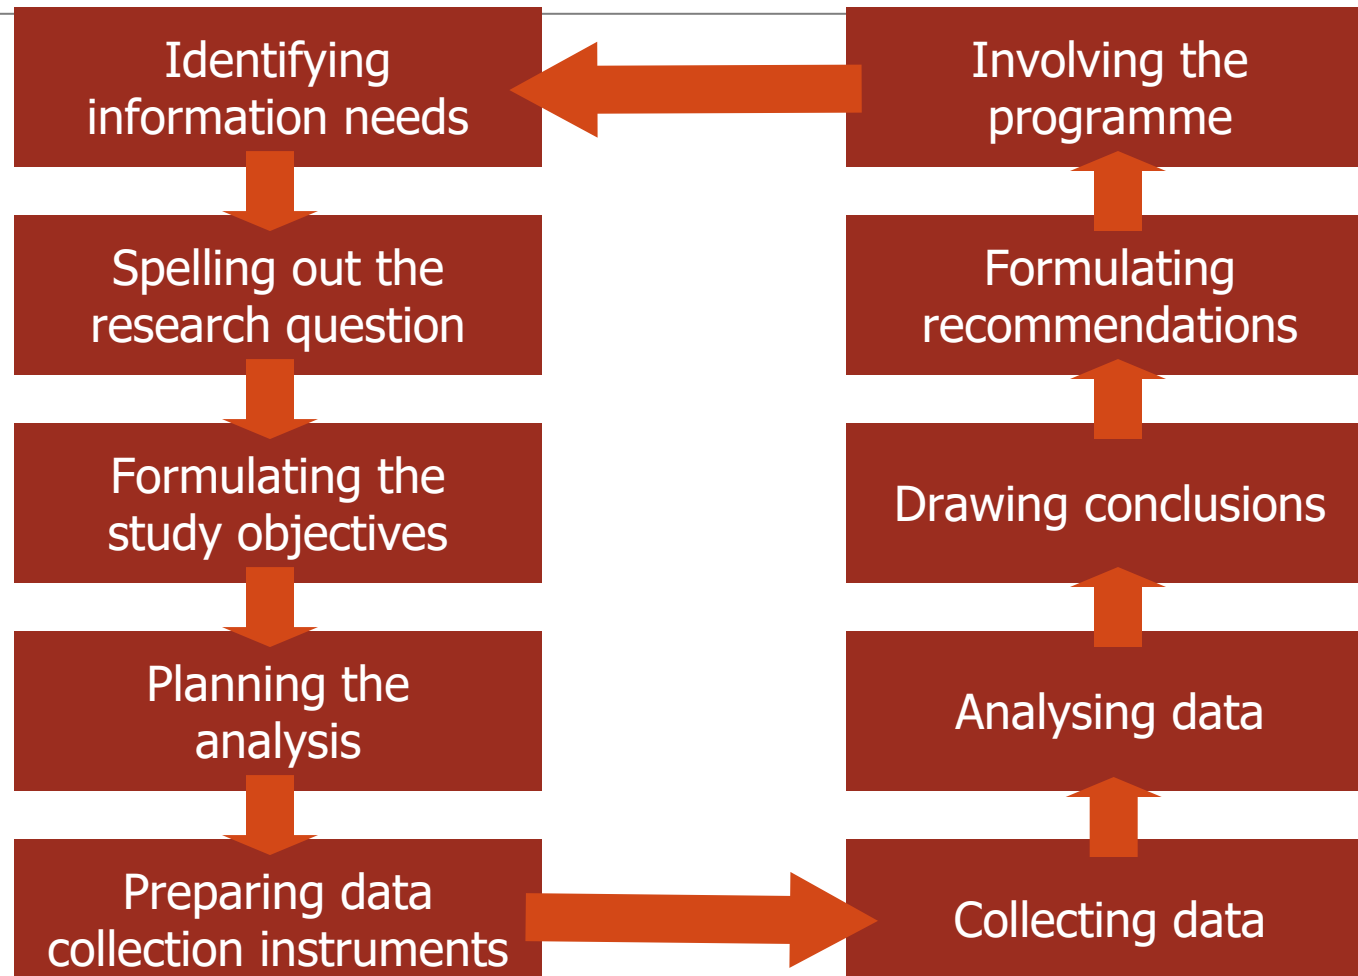 Identifying
information needs
Spelling out the
research question
Formulating the
study objectives
Planning the
analysis
Preparing data
collection instruments
Collecting data
Analysing data
Drawing conclusions
Formulating
recommendations
Involving the
programme